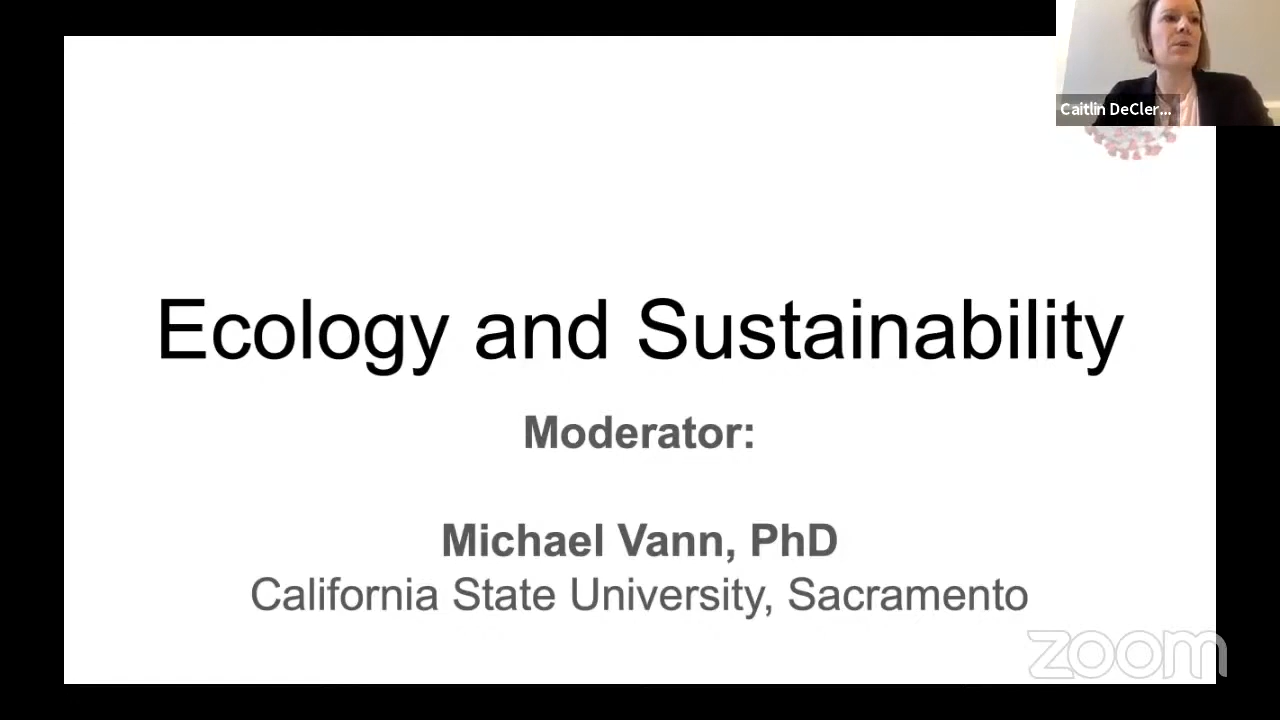 Caitlin DeCler...
Ecology and Sustainability
Moderator:
Michael Vann, PhD
California State University, Sacramento
zoom